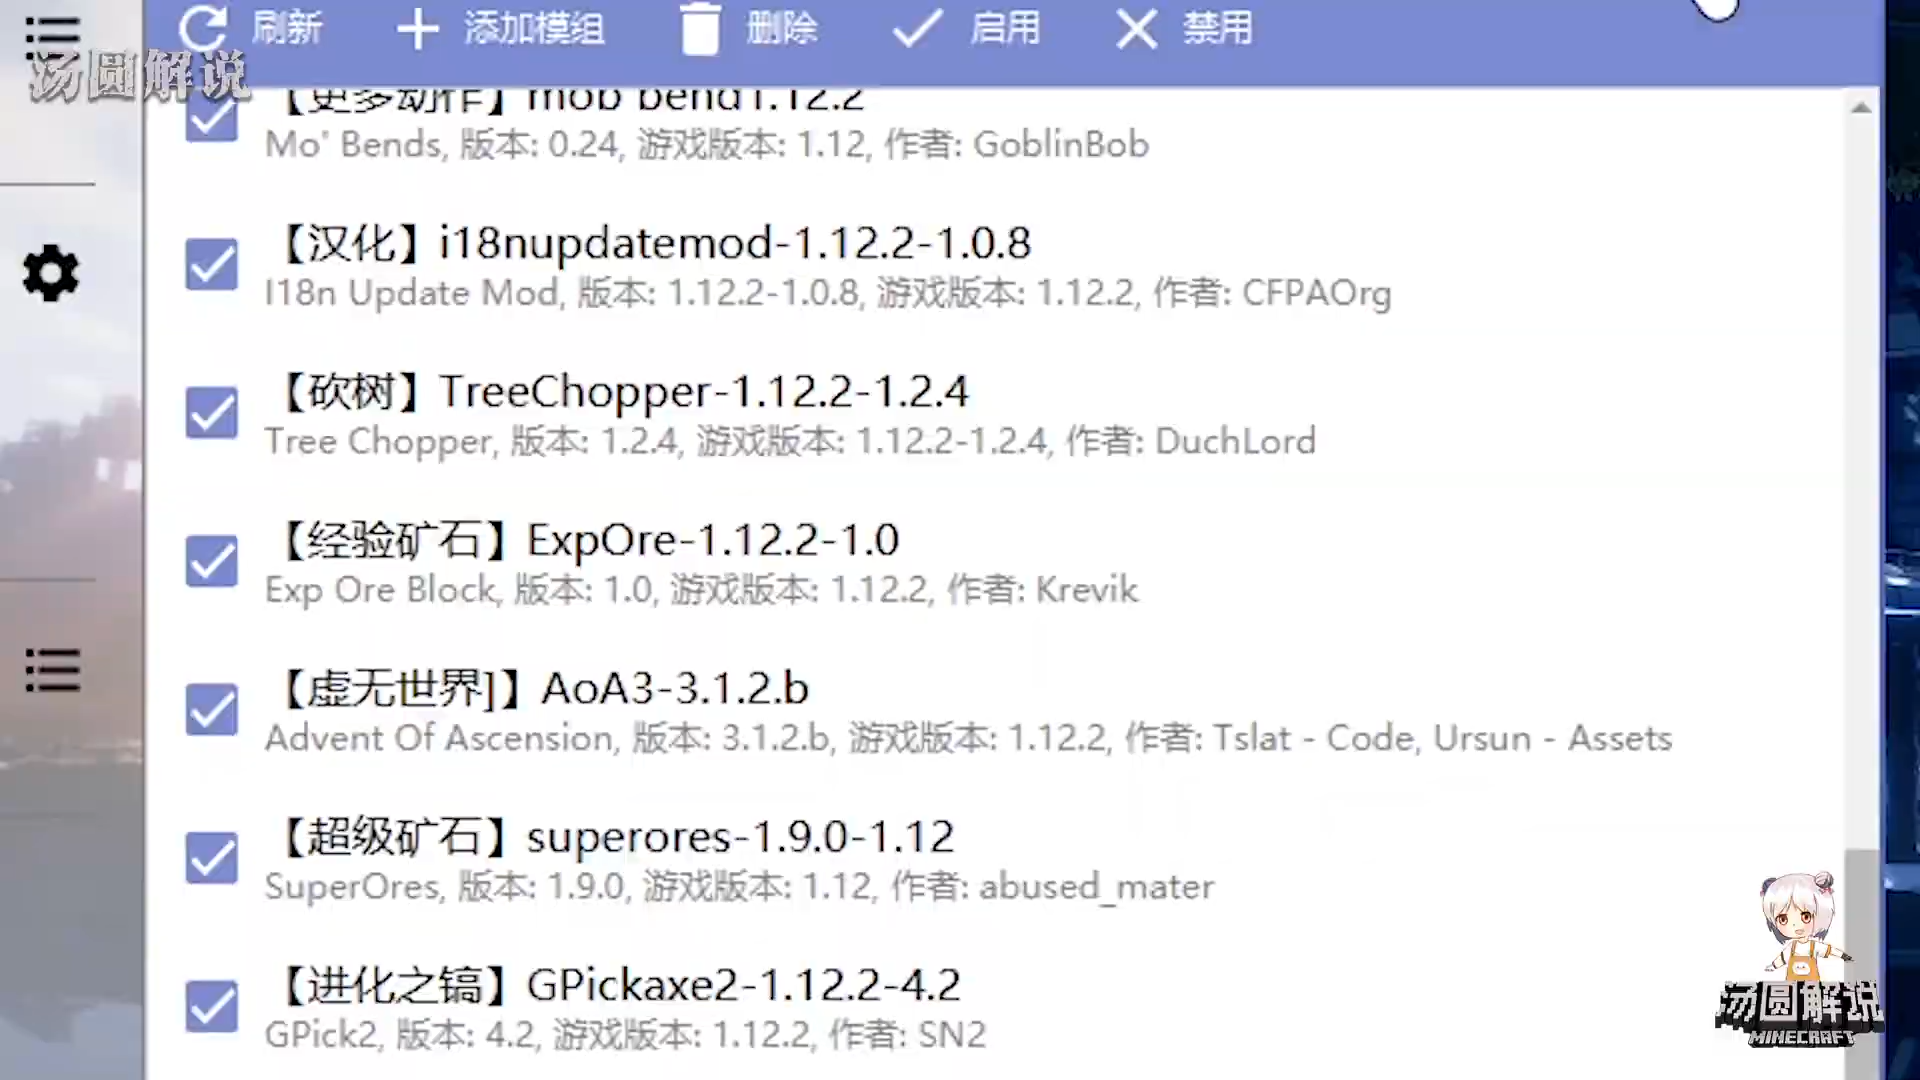 刷新 添加模组 删除 启用 禁用
汤圆解说
【更多动作】mob bend1.12.2
Mo' Bends, 版本: 0.24, 游戏版本: 1.12, 作者: GoblinBob
【汉化】i18nupdatemod-1.12.2-1.0.8
I18n Update Mod, 版本: 1.12.2-1.0.8, 游戏版本: 1.12.2, 作者: CFPAOrg
【砍树】TreeChopper-1.12.2-1.2.4
Tree Chopper, 版本: 1.2.4, 游戏版本: 1.12.2-1.2.4, 作者: DuchLord
【经验矿石】ExpOre-1.12.2-1.0
Exp Ore Block, 版本: 1.0, 游戏版本: 1.12.2, 作者: Krevik
【虚无世界]】AoA3-3.1.2.b
Advent Of Ascension, 版本: 3.1.2.b, 游戏版本: 1.12.2, 作者: Tslat - Code, Ursun - Assets
【超级矿石】superores-1.9.0-1.12
SuperOres, 版本: 1.9.0, 游戏版本: 1.12, 作者: abused_mater
【进化之镐】GPickaxe2-1.12.2-4.2
GPick2, 版本: 4.2, 游戏版本: 1.12.2, 作者: SN2
汤圆解说
MINECRAFT